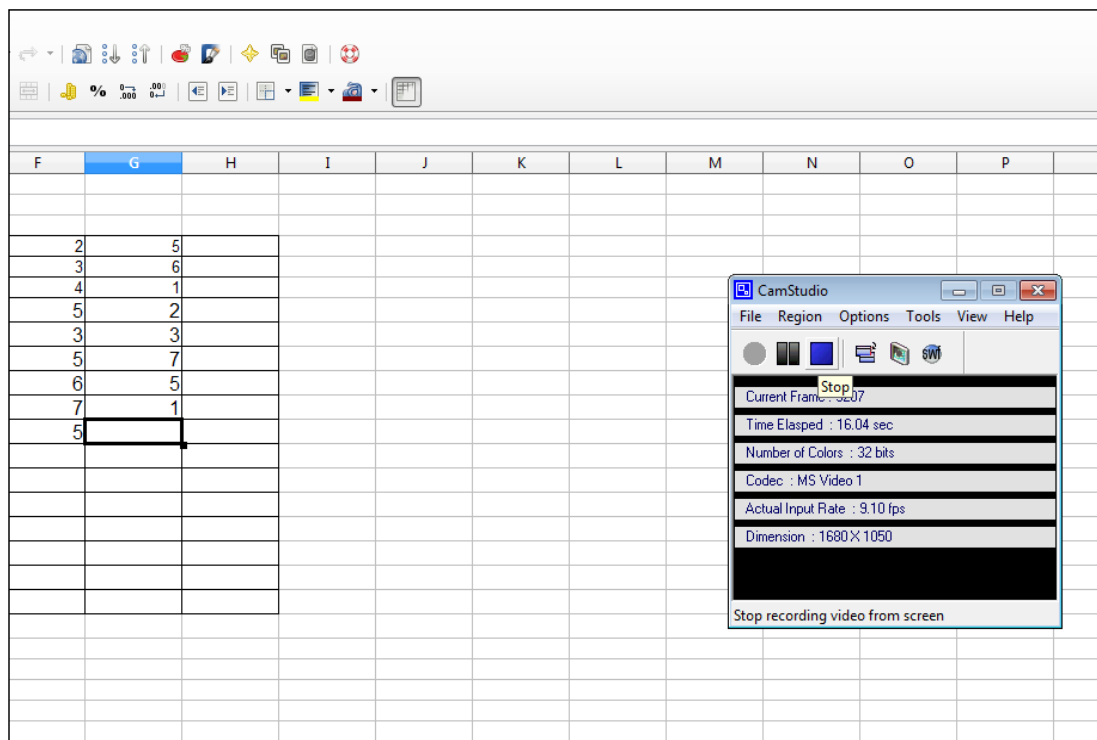 F G H I J K L M N O P
2 5
3 6
4 1
5 2
3 3
5 7
6 5
7 1
5
CamStudio
File Region Options Tools View Help
Stop
Current Frame
Time Elasped : 16.04 sec
Number of Colors : 32 bits
Codec : MS Video 1
Actual Input Rate : 9.10 fps
Dimension : 1680 X 1050
Stop recording video from screen